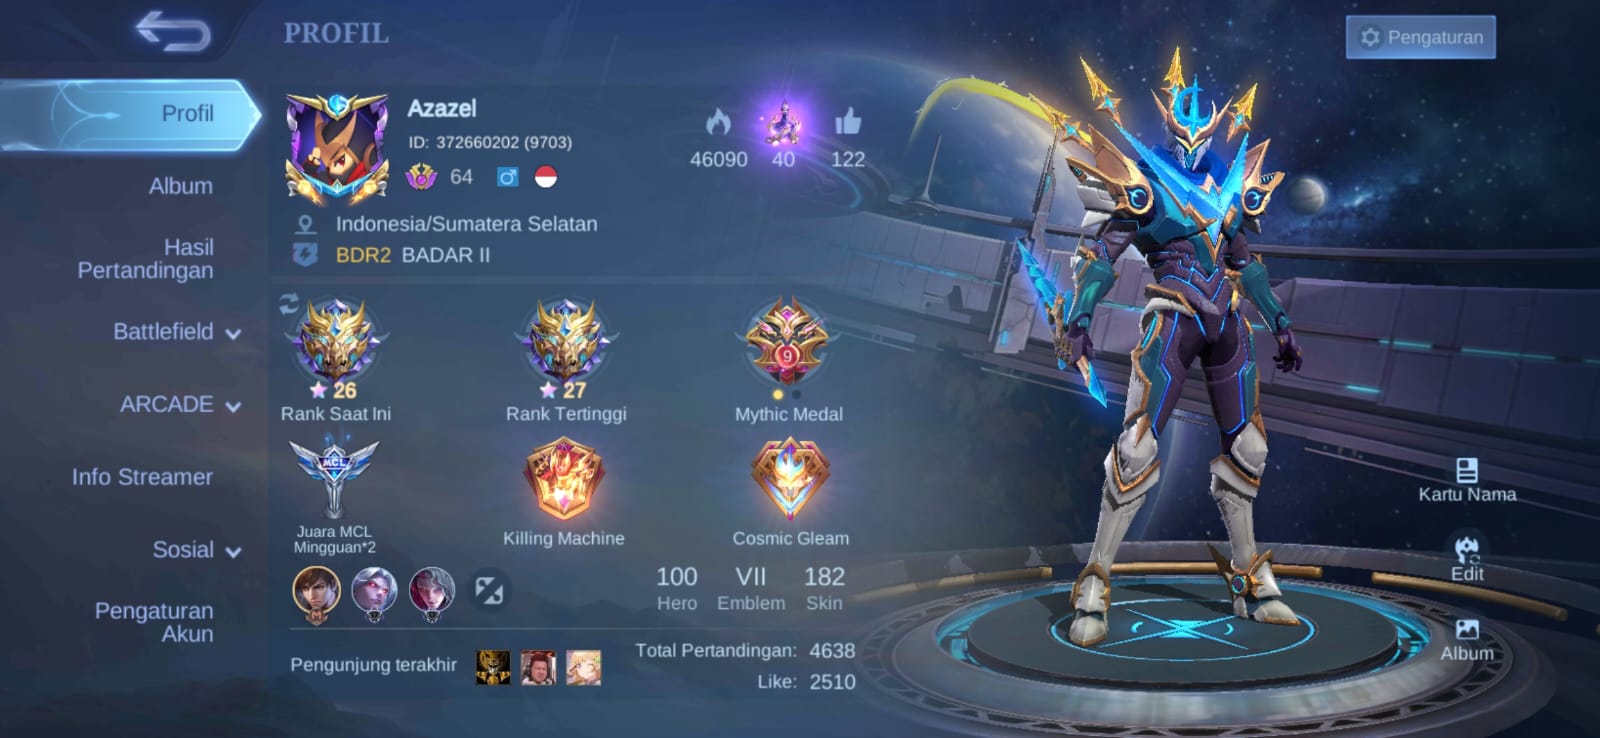 PROFIL
Pengaturan
Profil
Album
Hasil
Pertandingan
Battlefield
ARCADE
Info Streamer
Sosial
Pengaturan
Akun
Azazel
ID: 372660202 (9703)
64
46090
40
122
Indonesia/Sumatera Selatan
BDR2 BADAR II
26
Rank Saat Ini
27
Rank Tertinggi
9
Mythic Medal
MCL
Juara MCL
Mingguan*2
Killing Machine
Cosmic Gleam
100
Hero
VII
Emblem
182
Skin
Pengunjung terakhir
Total Pertandingan: 4638
Like: 2510
Kartu Nama
Edit
Album